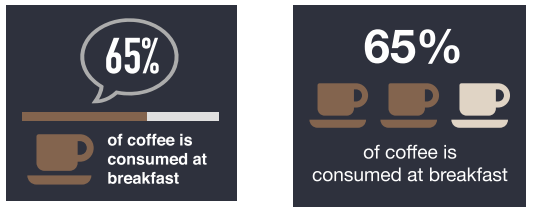 65%
of coffee is
consumed at
breakfast
65%
of coffee is
consumed at breakfast